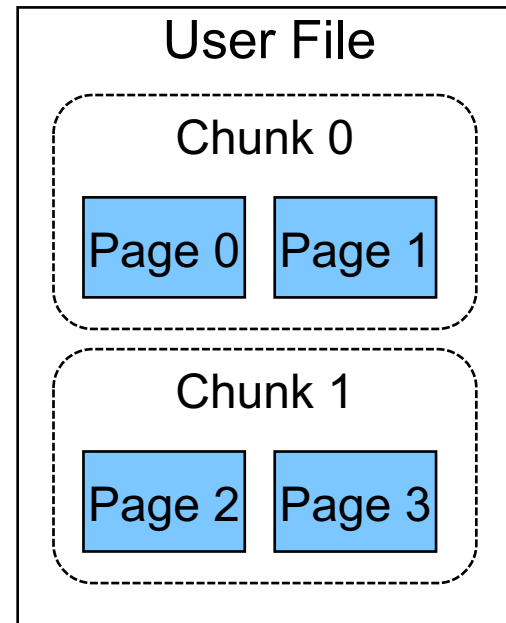 User File
Chunk 0
Page 0 Page 1
Chunk 1
Page 2 Page 3